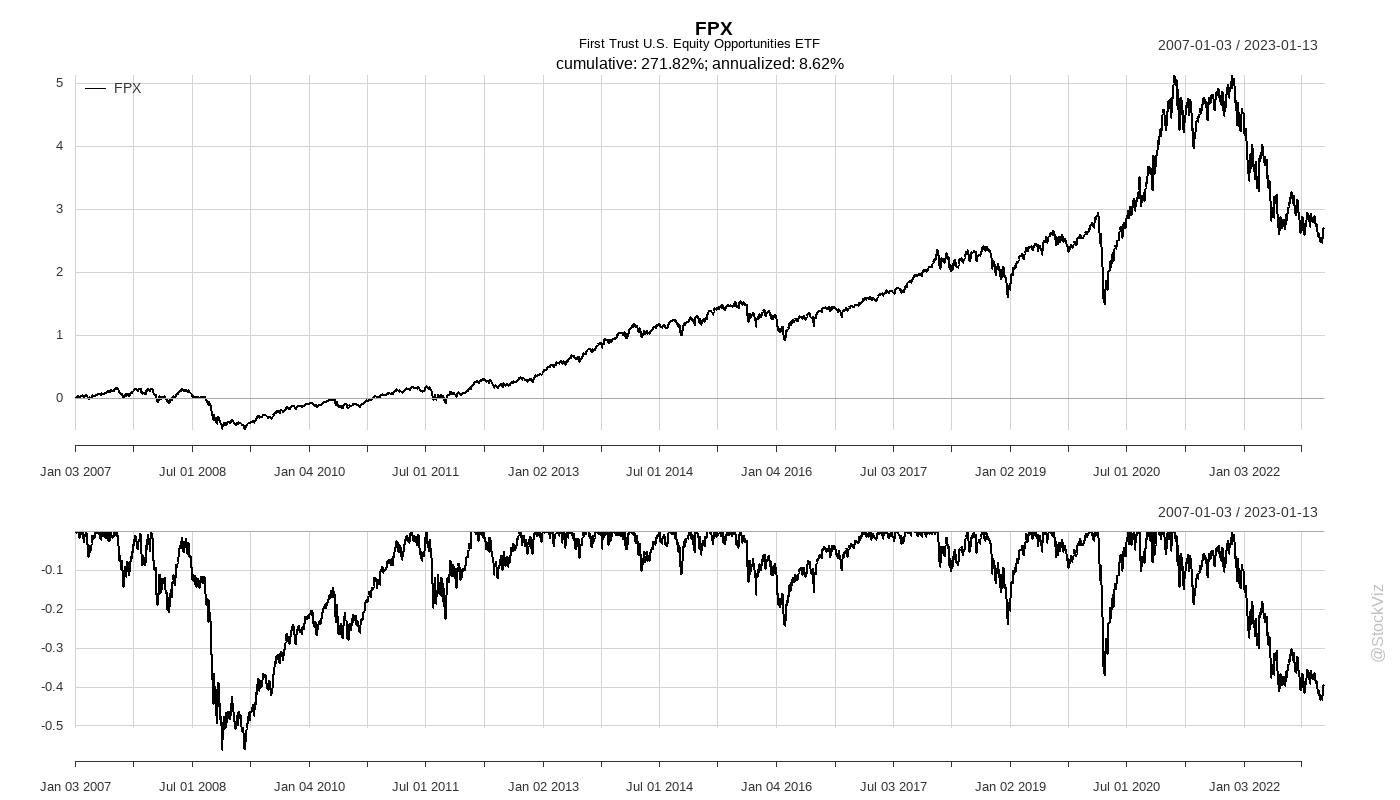 FPX
First Trust U.S. Equity Opportunities ETF
cumulative: 271.82%; annualized: 8.62%
2007-01-03 / 2023-01-13
FPX
5
4
3
2
1
0
Jan 03 2007 Jul 01 2008 Jan 04 2010 Jul 01 2011 Jan 02 2013 Jul 01 2014 Jan 04 2016 Jul 03 2017 Jan 02 2019 Jul 01 2020 Jan 03 2022
2007-01-03 / 2023-01-13
-0.1
-0.2
-0.3
-0.4
-0.5
Jan 03 2007 Jul 01 2008 Jan 04 2010 Jul 01 2011 Jan 02 2013 Jul 01 2014 Jan 04 2016 Jul 03 2017 Jan 02 2019 Jul 01 2020 Jan 03 2022
@StockViz